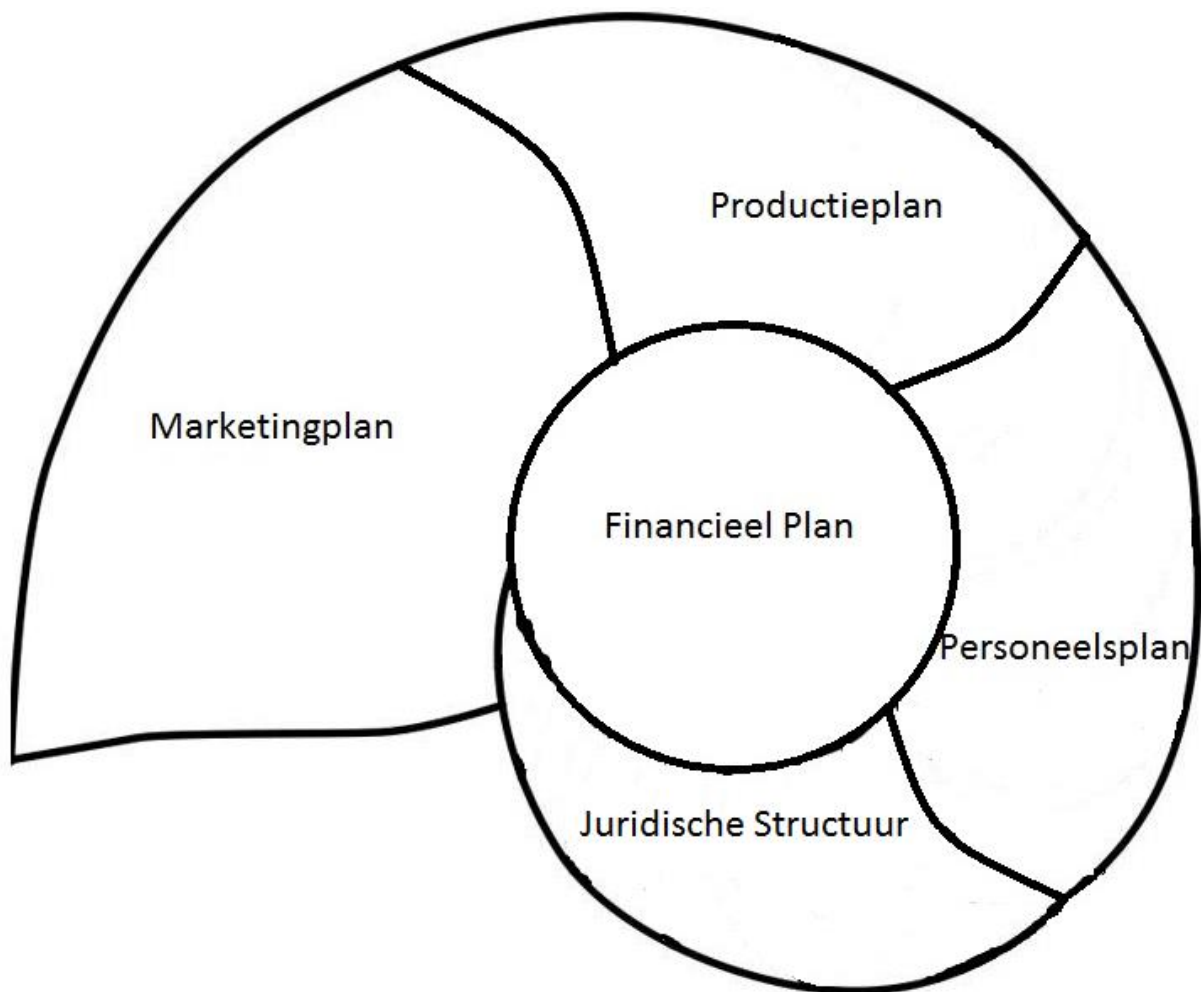 Productieplan
Marketingplan
Financieel Plan
Personeelsplan
Juridische Structuur